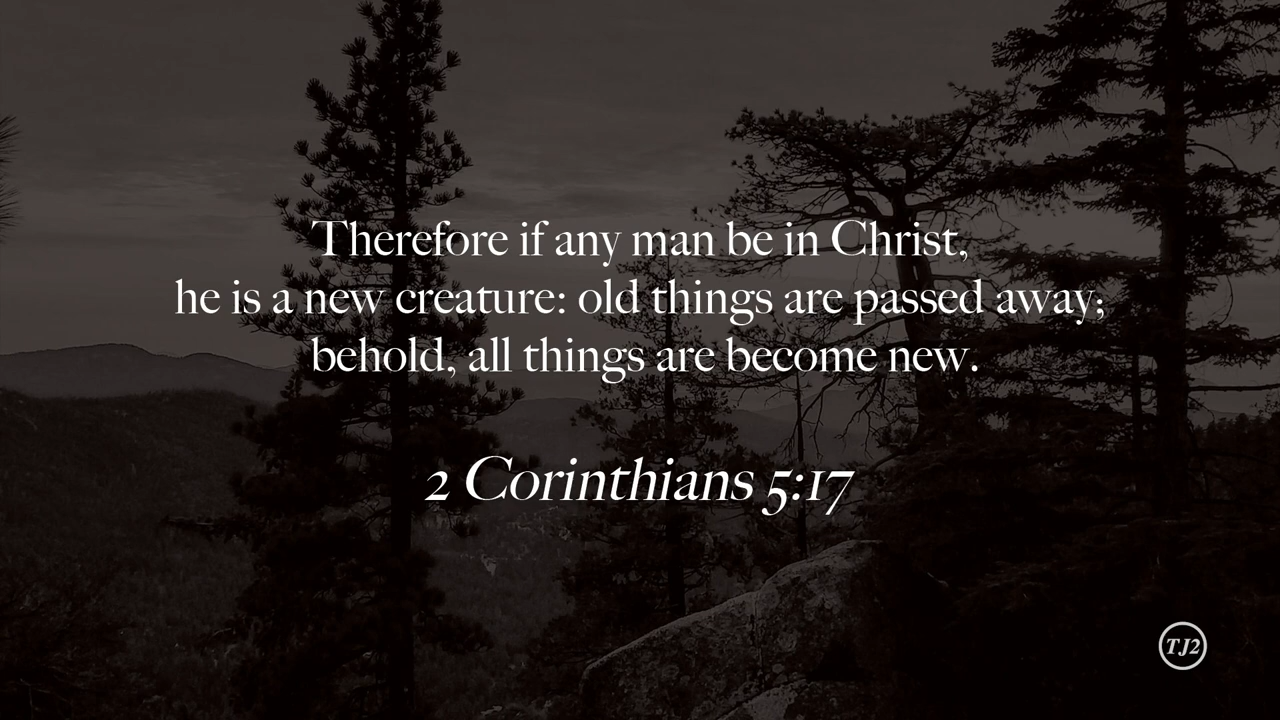 Therefore if any man be in Christ,
he is a new creature: old things are passed away;
behold, all things are become new.
2 Corinthians 5:17
TJ2